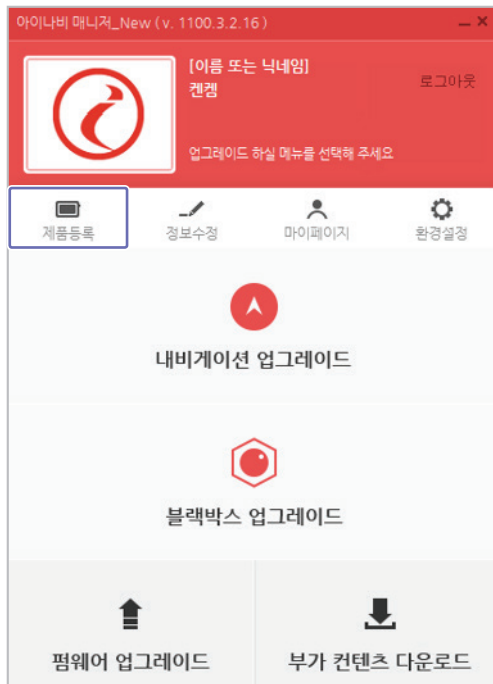 아이나비 매니저_New ( v. 1100.3.2.16 )
[이름 또는 닉네임]
켄켐
로그아웃
업그레이드 하실 메뉴를 선택해 주세요
제품등록
정보수정
마이페이지
환경설정
내비게이션 업그레이드
블랙박스 업그레이드
펌웨어 업그레이드
부가 컨텐츠 다운로드